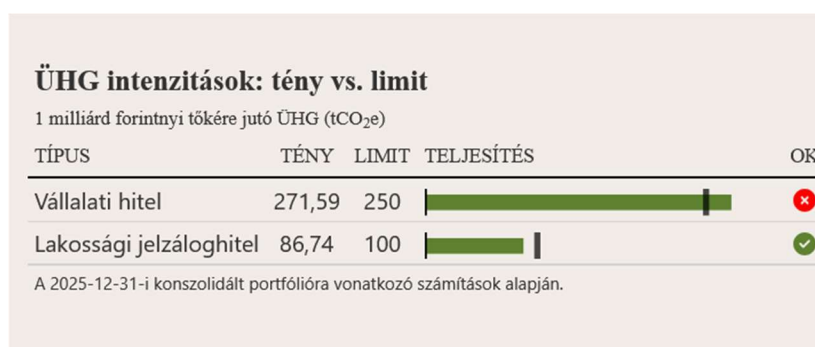 ÜHG intenzitások: tény vs. limit
1 milliárd forintnyi tőkére jutó ÜHG (tCO₂e)
TÍPUS TÉNY LIMIT TELJESÍTÉS OK
Vállalati hitel 271,59 250
Lakossági jelzáloghitel 86,74 100
A 2025-12-31-i konszolidált portfólióra vonatkozó számítások alapján.